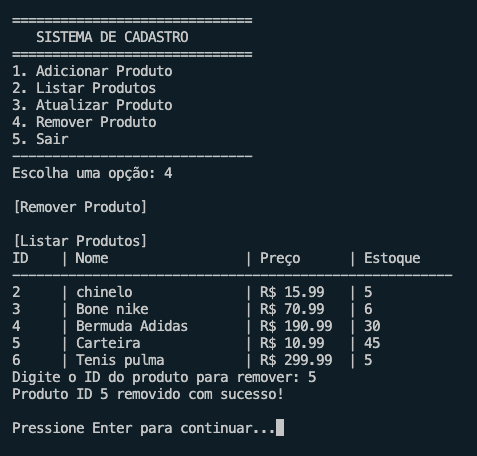 ==============================
SISTEMA DE CADASTRO
==============================
1. Adicionar Produto
2. Listar Produtos
3. Atualizar Produto
4. Remover Produto
5. Sair
------------------------------
Escolha uma opção: 4
[Remover Produto]
[Listar Produtos]
ID | Nome | Preço | Estoque
-------------------------------------------------------
2 | chinelo | R$ 15.99 | 5
3 | Bone nike | R$ 70.99 | 6
4 | Bermuda Adidas | R$ 190.99 | 30
5 | Carteira | R$ 10.99 | 45
6 | Tenis pulma | R$ 299.99 | 5
Digite o ID do produto para remover: 5
Produto ID 5 removido com sucesso!
Pressione Enter para continuar...